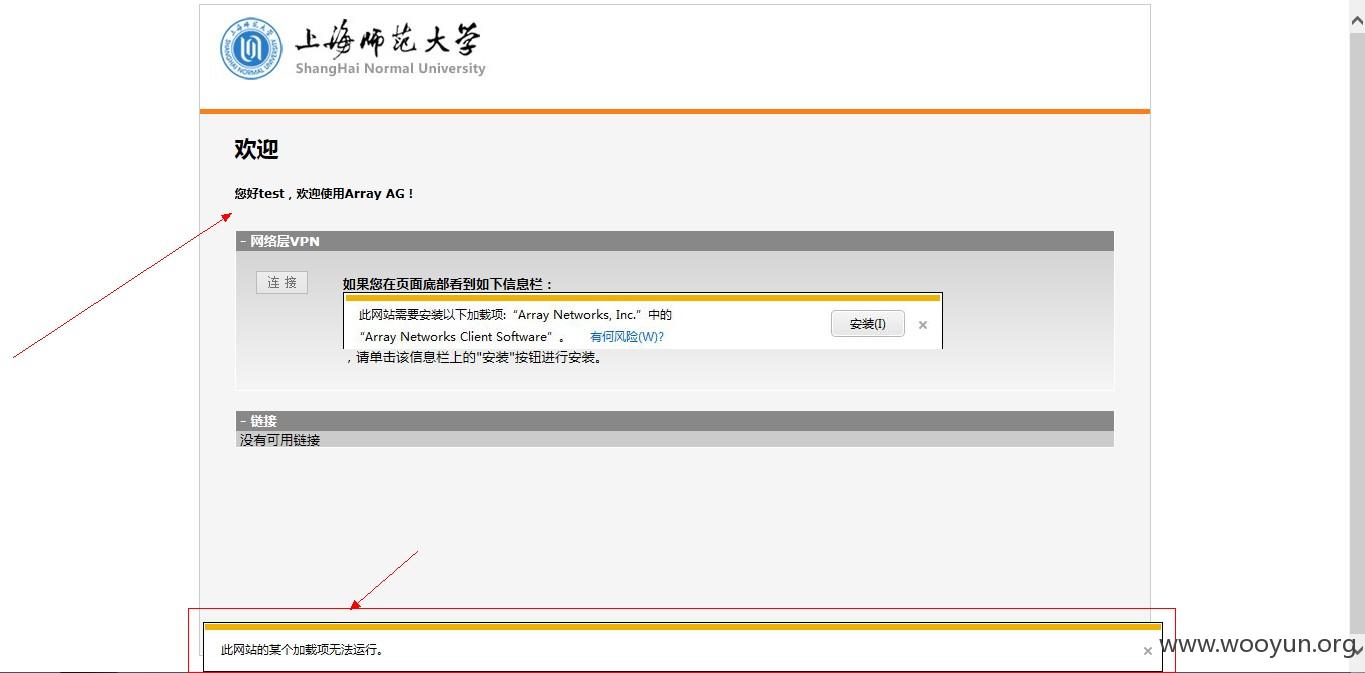 上海师范大学
ShangHai Normal University
欢迎
您好test，欢迎使用Array AG！
- 网络层VPN
连 接
如果您在页面底部看到如下信息栏：
此网站需要安装以下加载项: “Array Networks, Inc.” 中的
“Array Networks Client Software” 。 有何风险(W)?
安装(I)
×
，请单击该信息栏上的"安装"按钮进行安装。
- 链接
没有可用链接
此网站的某个加载项无法运行。
×
www.wooyun.org